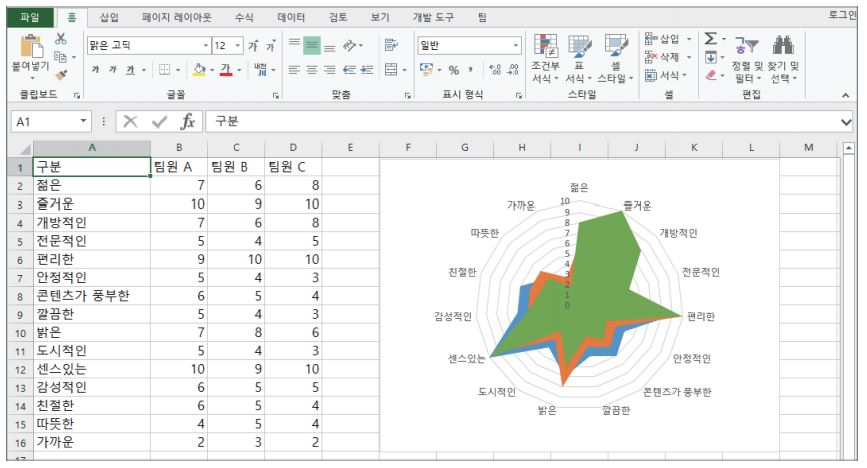 파일 홈 삽입 페이지 레이아웃 수식 데이터 검토 보기 개발 도구 팀 로그인
맑은 고딕 12 가 가 일반 삽입 Σ
붙여넣기 가 가 가 가 내천 % , .00 삭제
조건부 서식 표 서식 셀 스타일 서식 정렬 및 필터 찾기 및 선택
클립보드 글꼴 맞춤 표시 형식 스타일 셀 편집
A1 fx 구분
A B C D E F G H I J K L M
1 구분 팀원 A 팀원 B 팀원 C
2 젊은 7 6 8
3 즐거운 10 9 10
4 개방적인 7 6 8
5 전문적인 5 4 5
6 편리한 9 10 10
7 안정적인 5 4 3
8 콘텐츠가 풍부한 6 5 4
9 깔끔한 5 4 3
10 밝은 7 8 6
11 도시적인 5 4 3
12 센스있는 10 9 10
13 감성적인 6 5 5
14 친절한 6 5 4
15 따뜻한 4 5 4
16 가까운 2 3 2
젊은
가까운 10 즐거운
9
8
따뜻한 7 개방적인
6
5
4
친절한 3 전문적인
2
1
0
감성적인 편리한
센스있는 안정적인
도시적인 콘텐츠가 풍부한
밝은 깔끔한